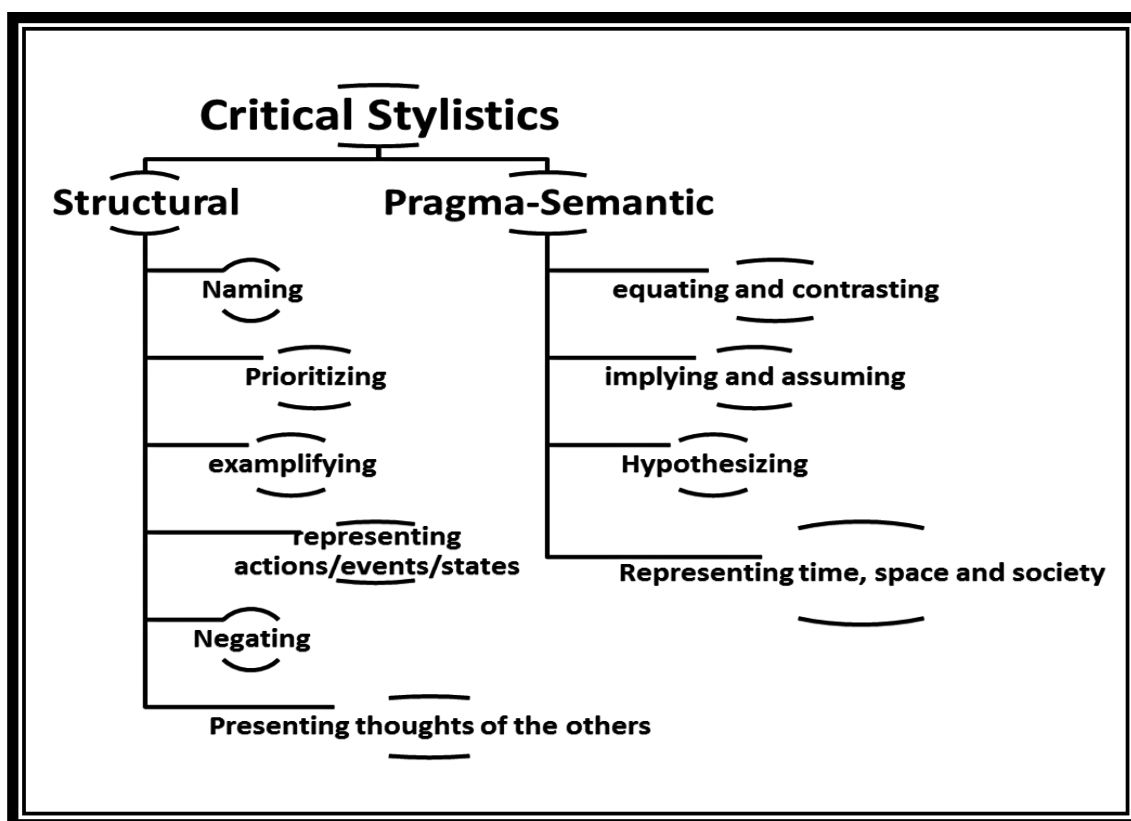 Critical Stylistics
Structural
Pragma-Semantic
Naming
Prioritizing
examplifying
representing
actions/events/states
Negating
Presenting thoughts of the others
equating and contrasting
implying and assuming
Hypothesizing
Representing time, space and society